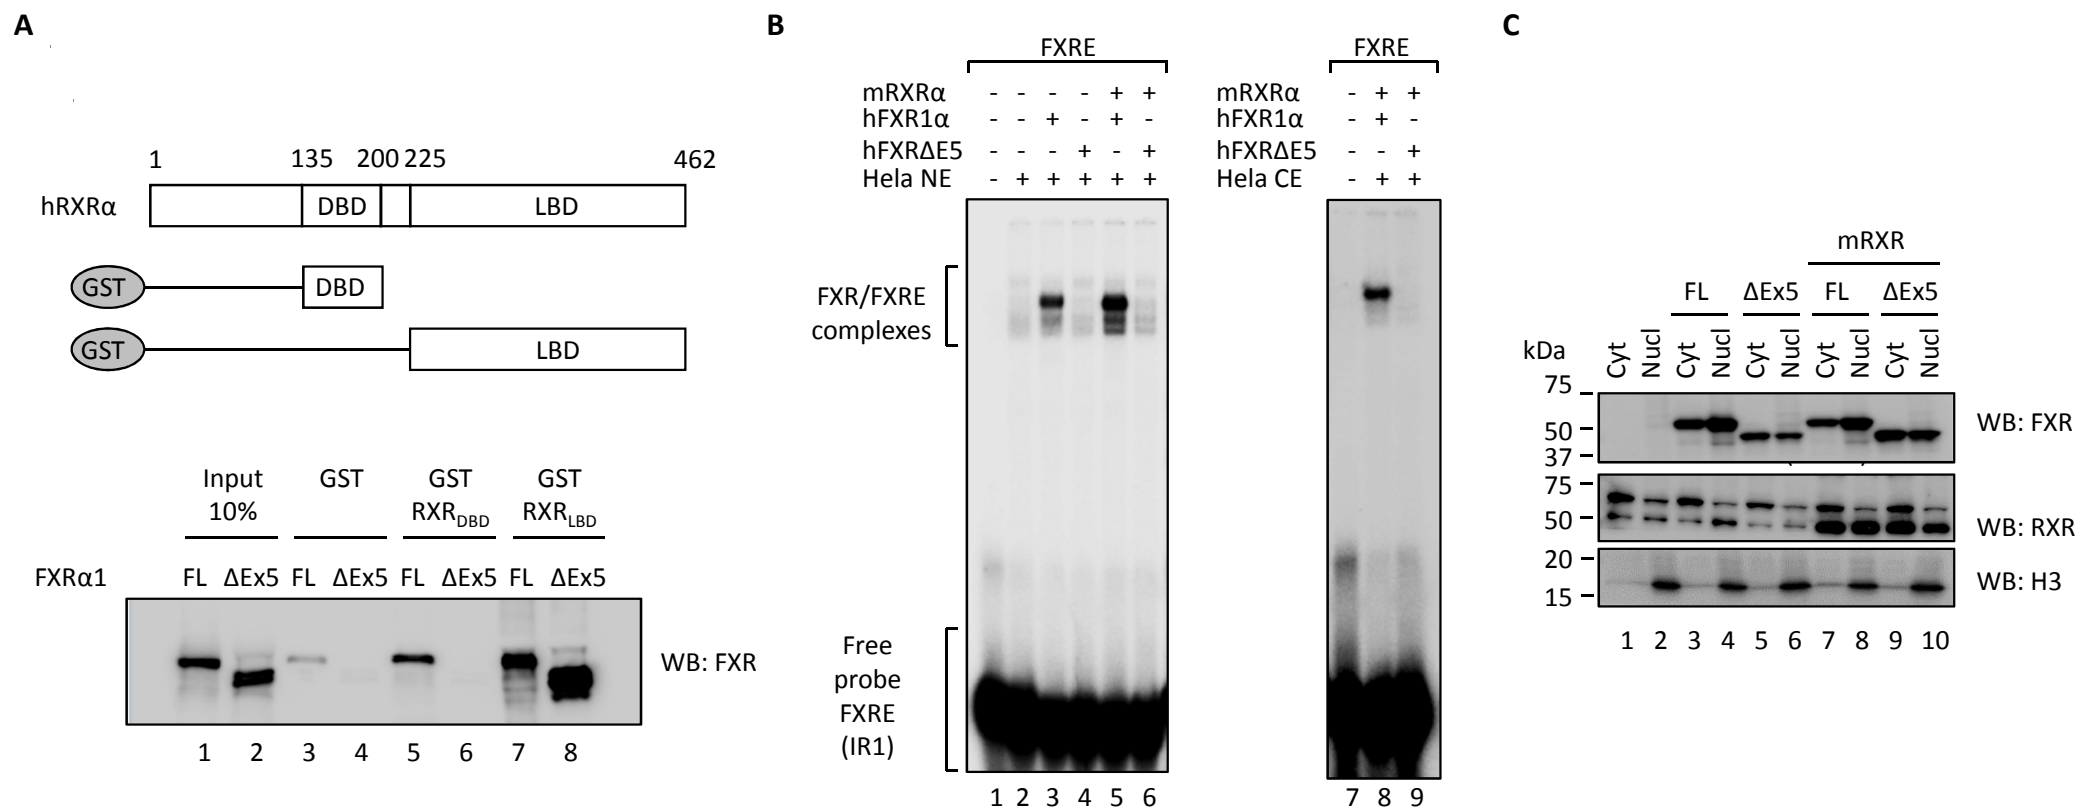 A
1 135 200 225 462
hRXRα DBD LBD
GST DBD
GST LBD
Input 10% GST GST RXRDBD GST RXRLBD
FXRα1 FL ΔEx5 FL ΔEx5 FL ΔEx5 FL ΔEx5
WB: FXR
1 2 3 4 5 6 7 8
B
FXRE
mRXRα - - - - + +
hFXR1α - - + - + -
hFXRΔE5 - - - + - +
Hela NE - + + + + +
FXR/FXRE
complexes
Free
probe
FXRE
(IR1)
1 2 3 4 5 6
FXRE
mRXRα - + +
hFXR1α - + -
hFXRΔE5 - - +
Hela CE - + +
7 8 9
C
mRXR
FL ΔEx5 FL ΔEx5
kDa Cyt Nucl Cyt Nucl Cyt Nucl Cyt Nucl Cyt Nucl
75
50
37
WB: FXR
75
50
WB: RXR
20
15
WB: H3
1 2 3 4 5 6 7 8 9 10